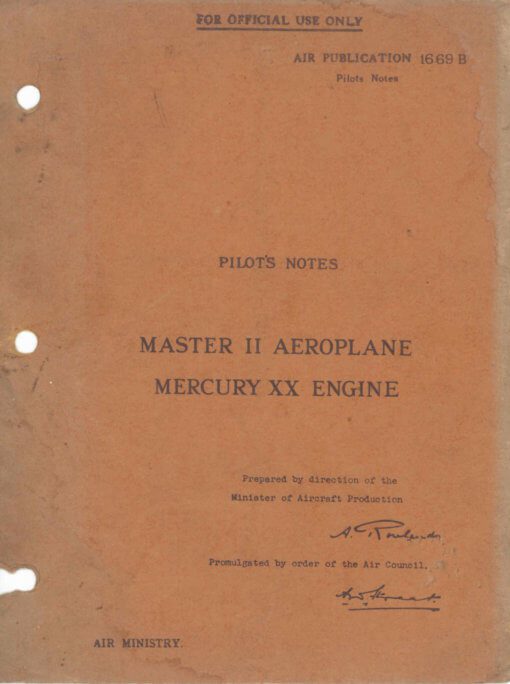 FOR OFFICIAL USE ONLY
AIR PUBLICATION 1669 B
Pilots Notes
PILOT'S NOTES
MASTER II AEROPLANE
MERCURY XX ENGINE
Prepared by direction of the
Minister of Aircraft Production
A. Rowlands
Promulgated by order of the Air Council.
AIR MINISTRY.